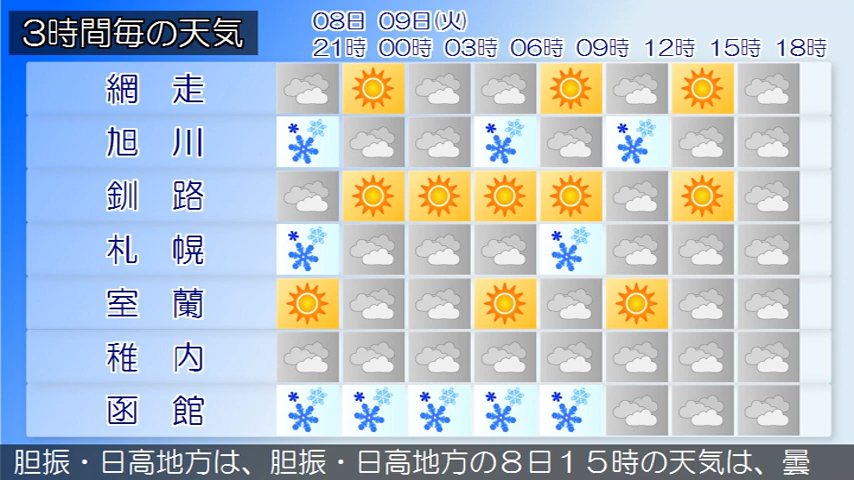 3時間毎の天気
08日 09日(火)
21時 00時 03時 06時 09時 12時 15時 18時
網 走
旭 川
釧 路
札 幌
室 蘭
稚 内
函 館
胆振・日高地方は、胆振・日高地方の8日15時の天気は、曇